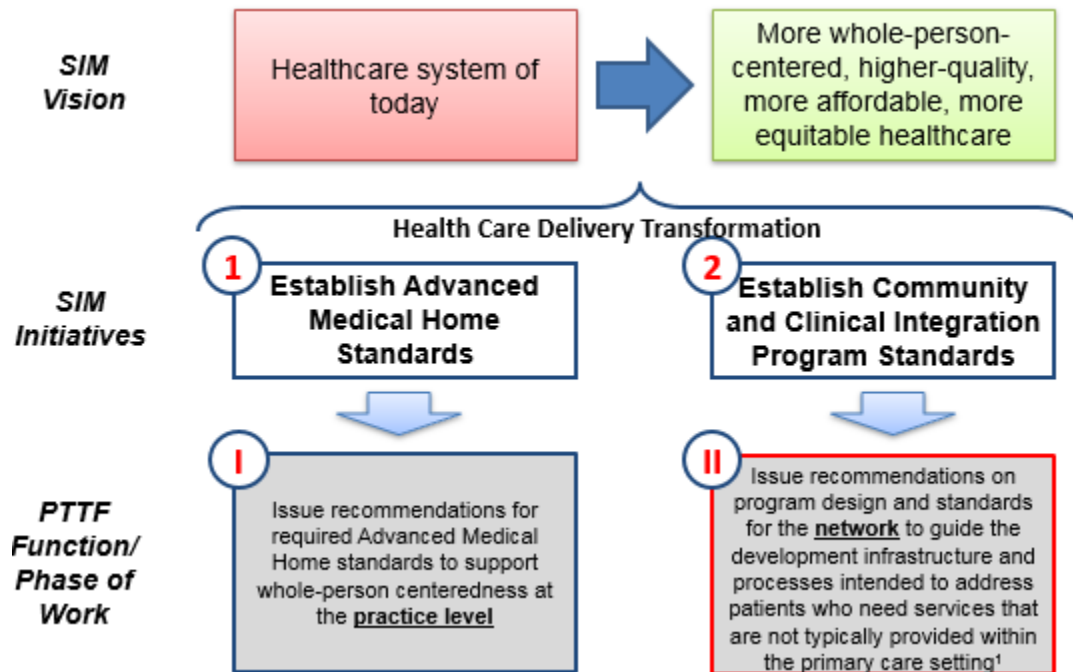 SIM
Vision
Healthcare system of
today
More whole-person-
centered, higher-quality,
more affordable, more
equitable healthcare
Health Care Delivery Transformation
SIM
Initiatives
1
Establish Advanced
Medical Home
Standards
2
Establish Community
and Clinical Integration
Program Standards
PTTF
Function/
Phase of
Work
I
Issue recommendations for
required Advanced Medical
Home standards to support
whole-person centeredness at
the practice level
II
Issue recommendations on
program design and standards
for the network to guide the
development infrastructure and
processes intended to address
patients who need services that
are not typically provided within
the primary care setting¹